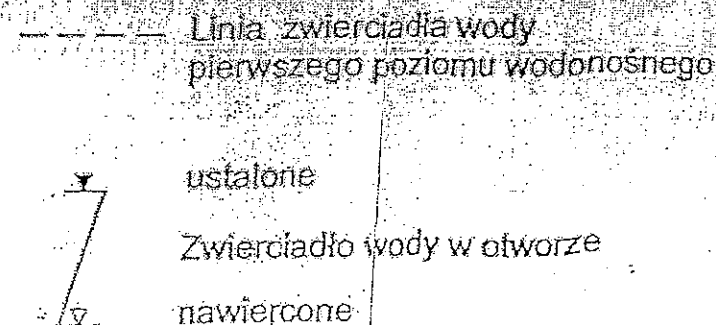 Linia zwierciadła wody
pierwszego poziomu wodonośnego
ustalone
Zwierciadło wody w otworze
nawiercone